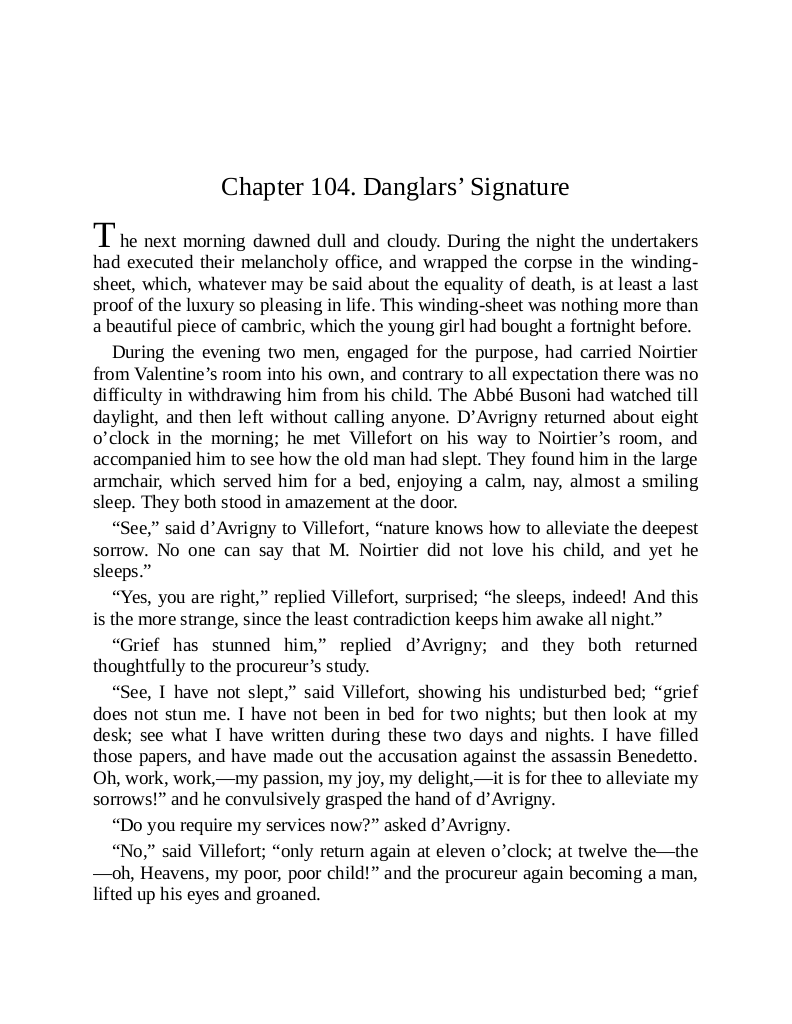 Chapter 104. Danglars’ Signature
The next morning dawned dull and cloudy. During the night the undertakers
had executed their melancholy office, and wrapped the corpse in the winding-
sheet, which, whatever may be said about the equality of death, is at least a last
proof of the luxury so pleasing in life. This winding-sheet was nothing more than
a beautiful piece of cambric, which the young girl had bought a fortnight before.
During the evening two men, engaged for the purpose, had carried Noirtier
from Valentine’s room into his own, and contrary to all expectation there was no
difficulty in withdrawing him from his child. The Abbé Busoni had watched till
daylight, and then left without calling anyone. D’Avrigny returned about eight
o’clock in the morning; he met Villefort on his way to Noirtier’s room, and
accompanied him to see how the old man had slept. They found him in the large
armchair, which served him for a bed, enjoying a calm, nay, almost a smiling
sleep. They both stood in amazement at the door.
“See,” said d’Avrigny to Villefort, “nature knows how to alleviate the deepest
sorrow. No one can say that M. Noirtier did not love his child, and yet he
sleeps.”
“Yes, you are right,” replied Villefort, surprised; “he sleeps, indeed! And this
is the more strange, since the least contradiction keeps him awake all night.”
“Grief has stunned him,” replied d’Avrigny; and they both returned
thoughtfully to the procureur’s study.
“See, I have not slept,” said Villefort, showing his undisturbed bed; “grief
does not stun me. I have not been in bed for two nights; but then look at my
desk; see what I have written during these two days and nights. I have filled
those papers, and have made out the accusation against the assassin Benedetto.
Oh, work, work,—my passion, my joy, my delight,—it is for thee to alleviate my
sorrows!” and he convulsively grasped the hand of d’Avrigny.
“Do you require my services now?” asked d’Avrigny.
“No,” said Villefort; “only return again at eleven o’clock; at twelve the—the
—oh, Heavens, my poor, poor child!” and the procureur again becoming a man,
lifted up his eyes and groaned.